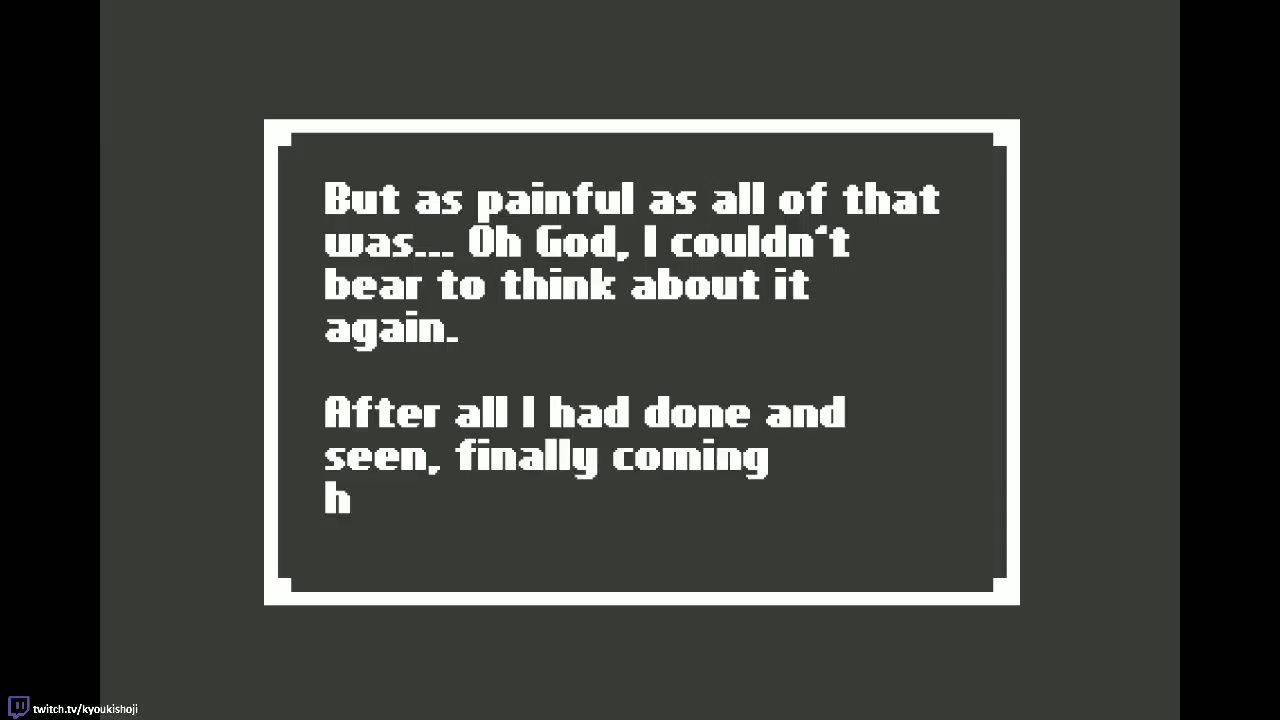 But as painful as all of that
was... Oh God, I couldn't
bear to think about it
again.
After all I had done and
seen, finally coming
h
twitch.tv/kyoukishoji